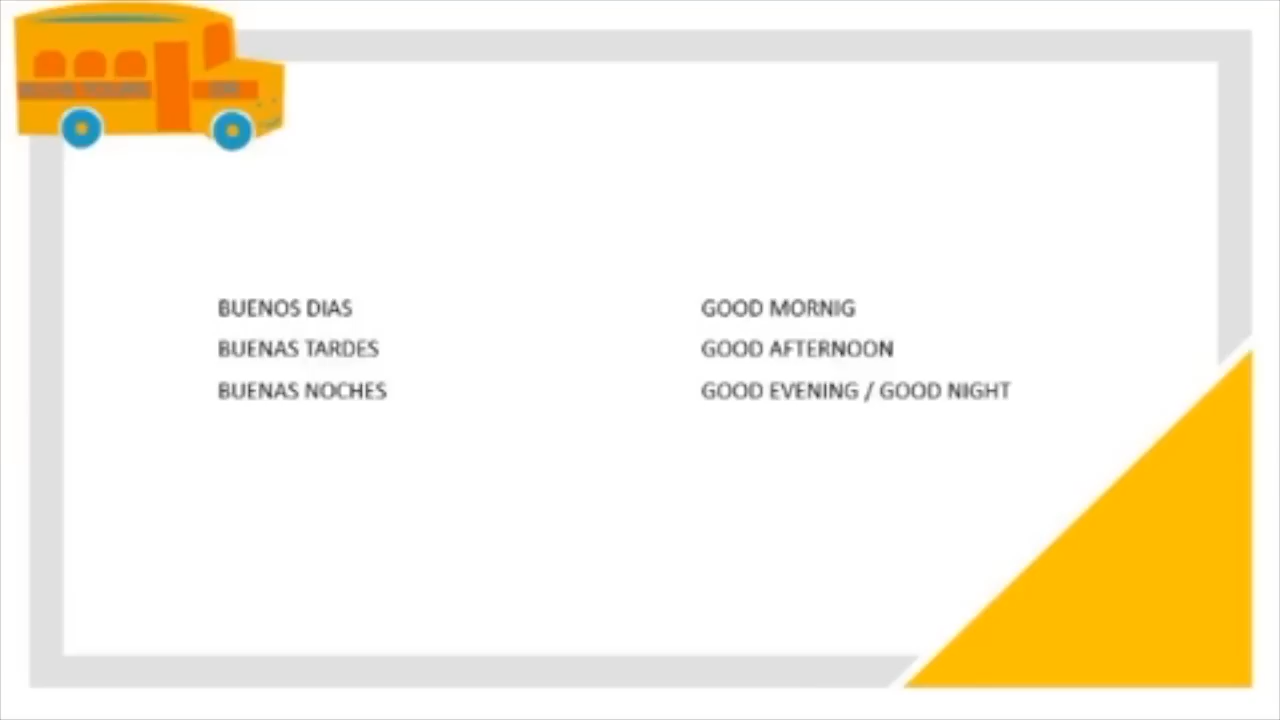 BUENOS DIAS GOOD MORNIG
BUENAS TARDES GOOD AFTERNOON
BUENAS NOCHES GOOD EVENING / GOOD NIGHT